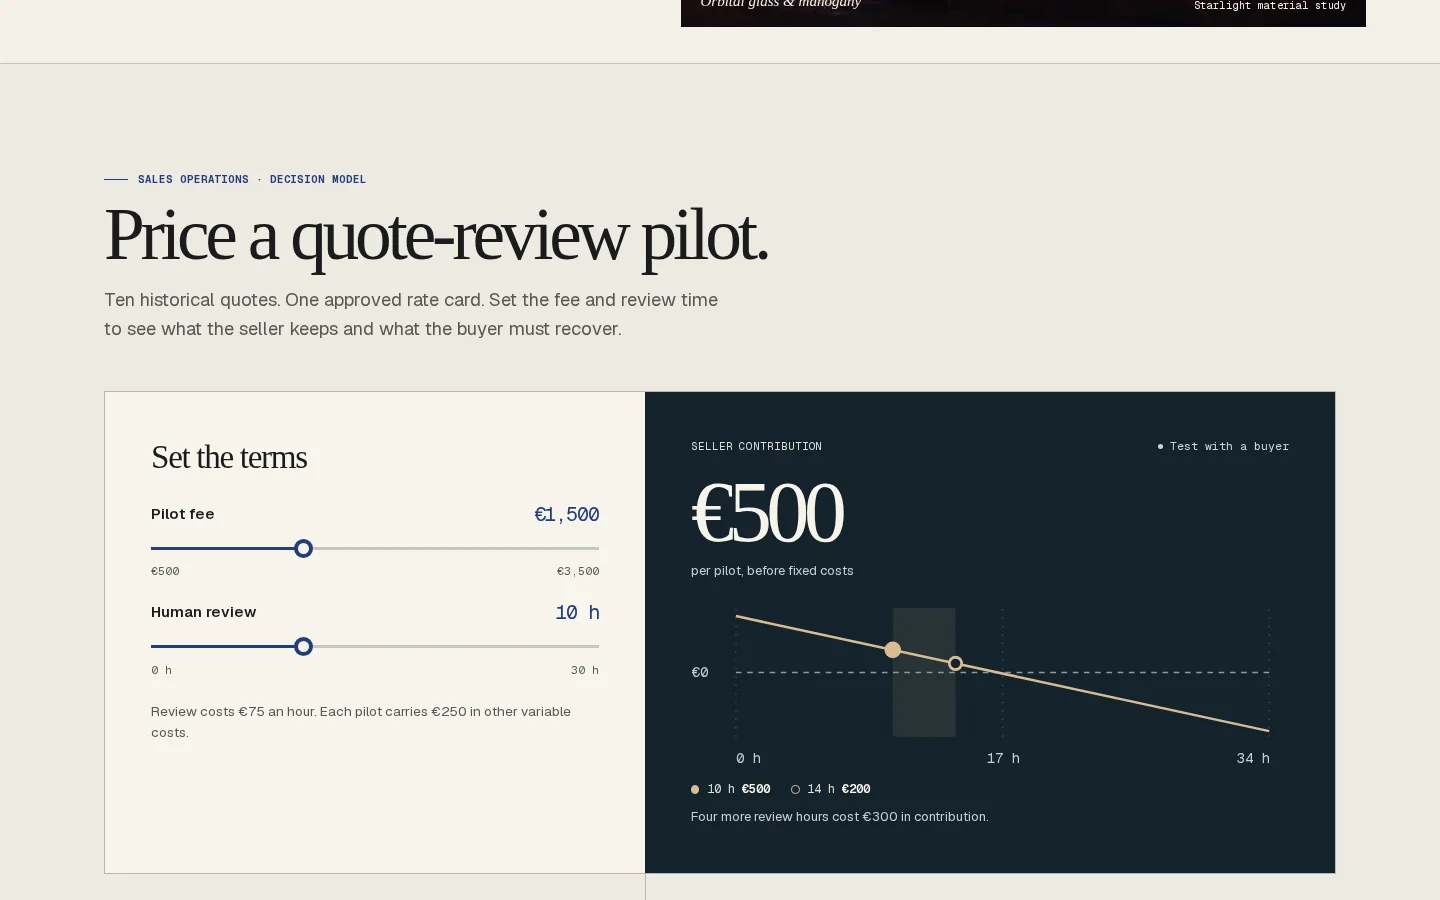 Orbital glass & mahogany
Starlight material study
SALES OPERATIONS · DECISION MODEL
Price a quote-review pilot.
Ten historical quotes. One approved rate card. Set the fee and review time
to see what the seller keeps and what the buyer must recover.
Set the terms
Pilot fee €1,500
€500 €3,500
Human review 10 h
0 h 30 h
Review costs €75 an hour. Each pilot carries €250 in other variable
costs.
SELLER CONTRIBUTION
Test with a buyer
€500
per pilot, before fixed costs
€0
0 h 17 h 34 h
10 h €500 14 h €200
Four more review hours cost €300 in contribution.